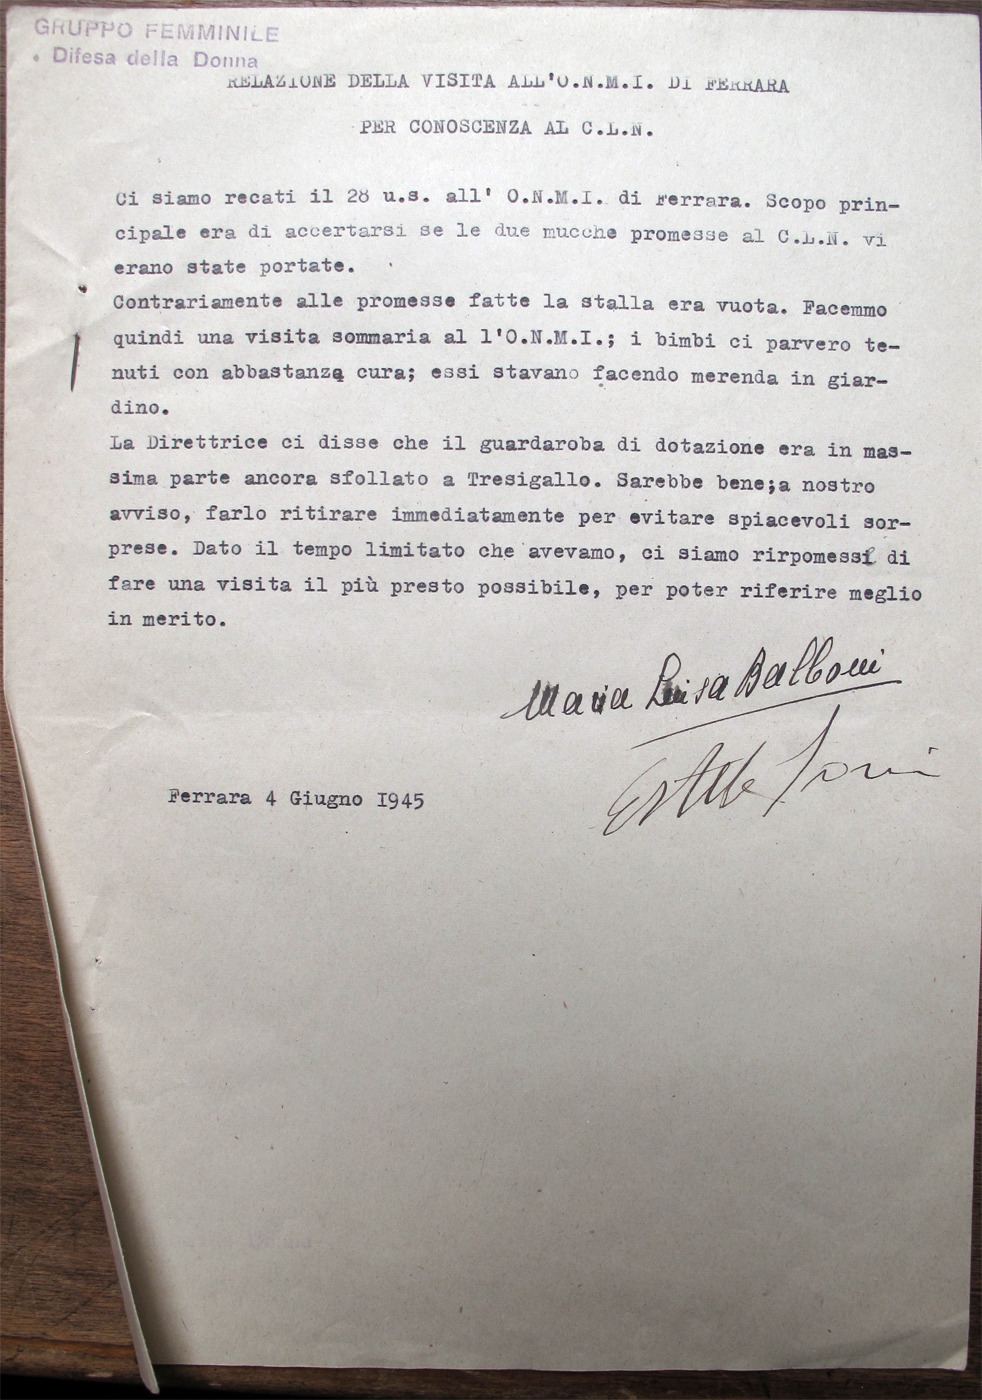 GRUPPO FEMMINILE
• Difesa della Donna
RELAZIONE DELLA VISITA ALL'O.N.M.I. DI FERRARA
PER CONOSCENZA AL C.L.N.
Ci siamo recati il 28 u.s. all' O.N.M.I. di Ferrara. Scopo prin-
cipale era di accertarsi se le due mucche promesse al C.L.N. vi
erano state portate.
Contrariamente alle promesse fatte la stalla era vuota. Facemmo
quindi una visita sommaria al l'O.N.M.I.; i bimbi ci parvero te-
nuti con abbastanza cura; essi stavano facendo merenda in giar-
dino.
La Direttrice ci disse che il guardaroba di dotazione era in mas-
sima parte ancora sfollato a Tresigallo. Sarebbe bene;a nostro
avviso, farlo ritirare immediatamente per evitare spiacevoli sor-
prese. Dato il tempo limitato che avevamo, ci siamo rirpomessi di
fare una visita il più presto possibile, per poter riferire meglio
in merito.
Maria Luisa Balboni
Ferrara 4 Giugno 1945